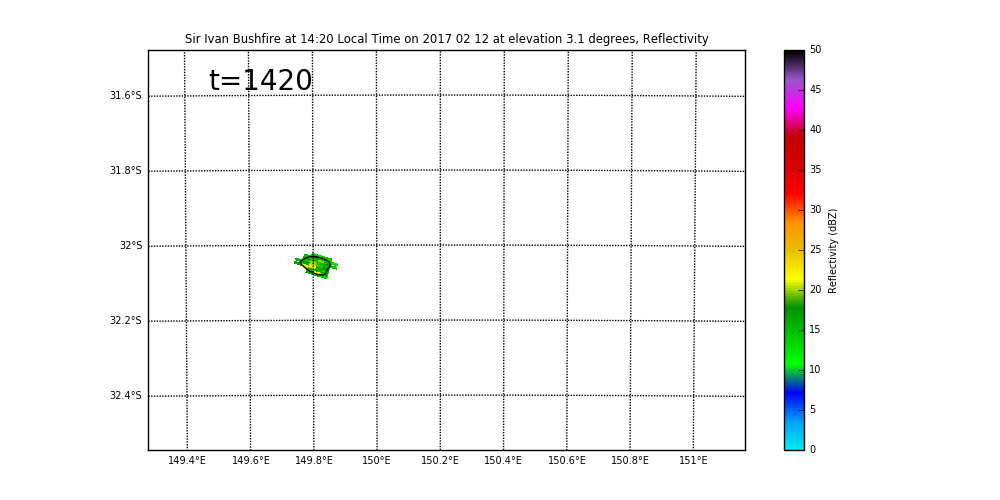 Sir Ivan Bushfire at 14:20 Local Time on 2017 02 12 at elevation 3.1 degrees, Reflectivity
t=1420
31.6°S
31.8°S
32°S
32.2°S
32.4°S
149.4°E 149.6°E 149.8°E 150°E 150.2°E 150.4°E 150.6°E 150.8°E 151°E
50
45
40
35
30
25
20
15
10
5
0
Reflectivity (dBZ)